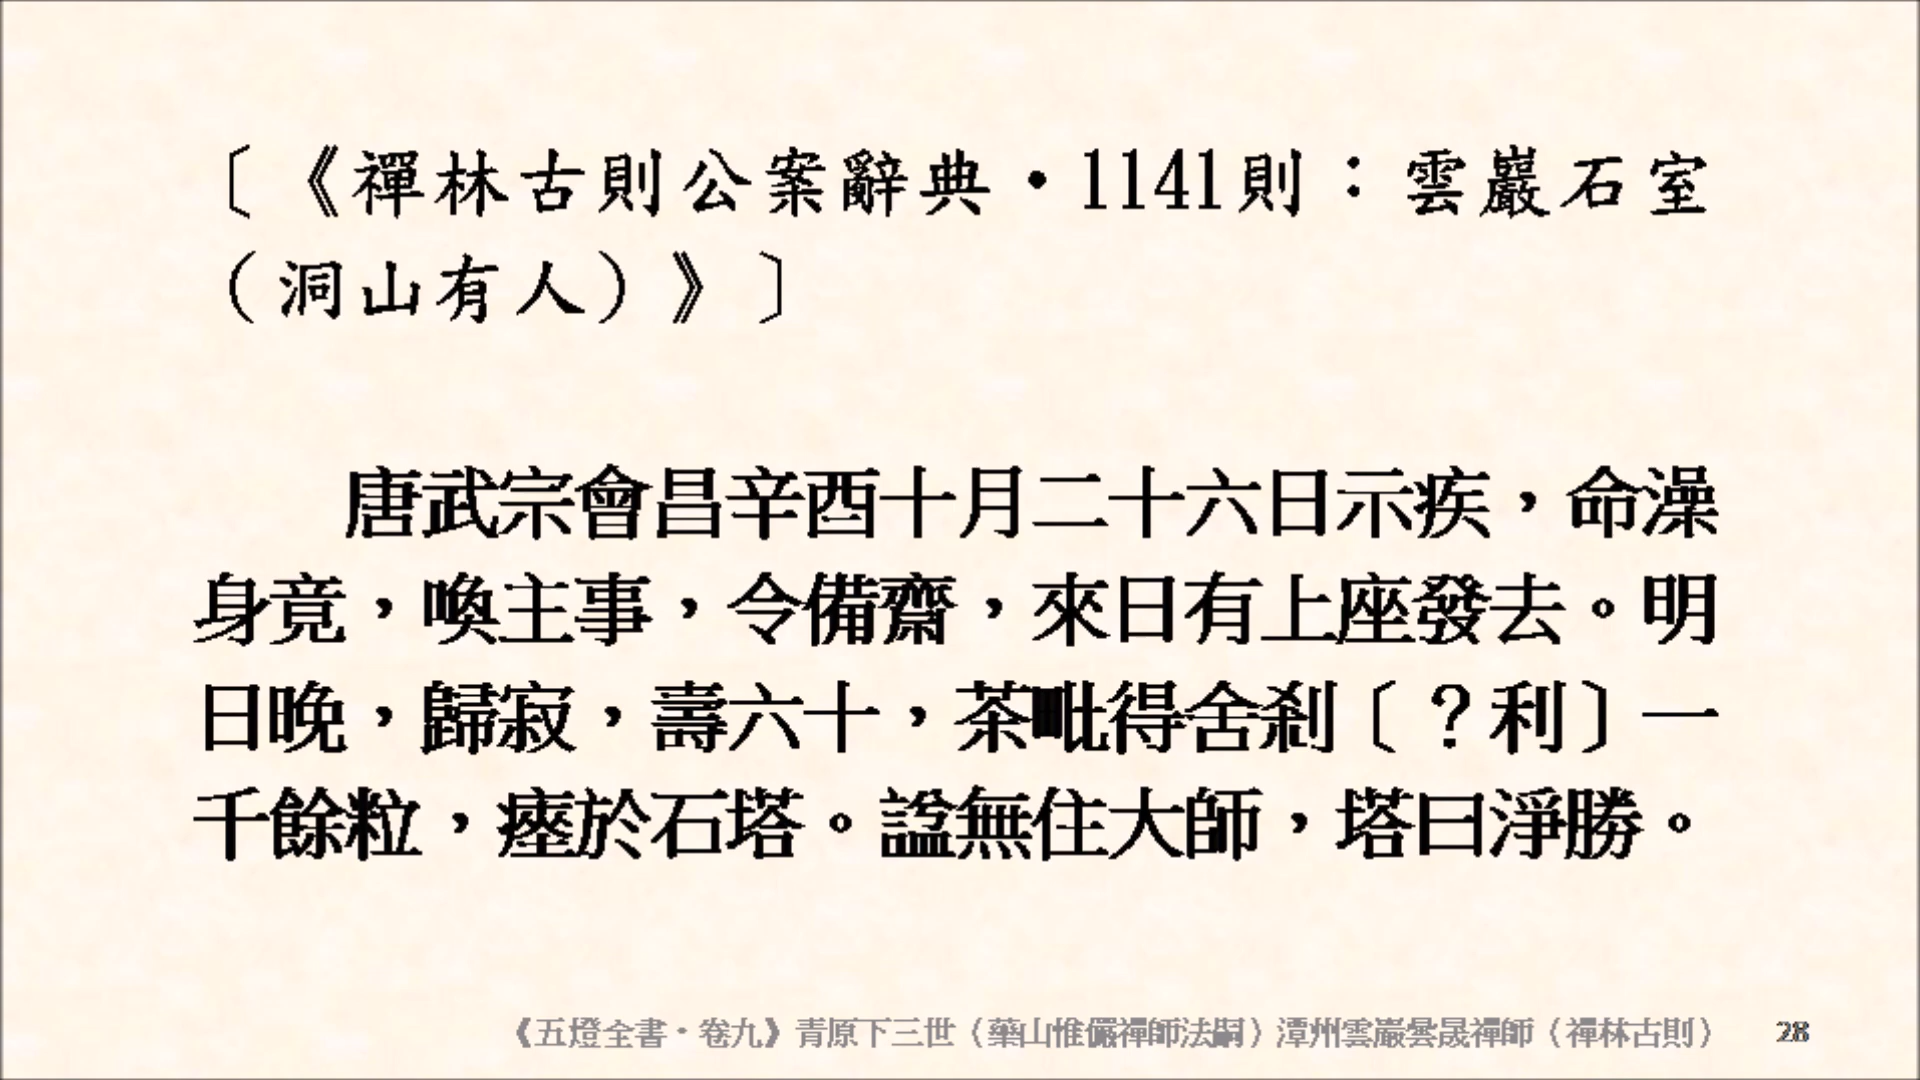 〔《禪林古則公案辭典·1141則：雲巖石室
（洞山有人）》〕
唐武宗會昌辛酉十月二十六日示疾，命澡
身竟，喚主事，令備齋，來日有上座發去。明
日晚，歸寂，壽六十，茶毗得舍剎〔？利〕一
千餘粒，瘞於石塔。諡無住大師，塔曰淨勝。
《五燈全書·卷九》青原下三世（藥山惟儼禪師法嗣）潭州雲巖曇晟禪師（禪林古則） 28